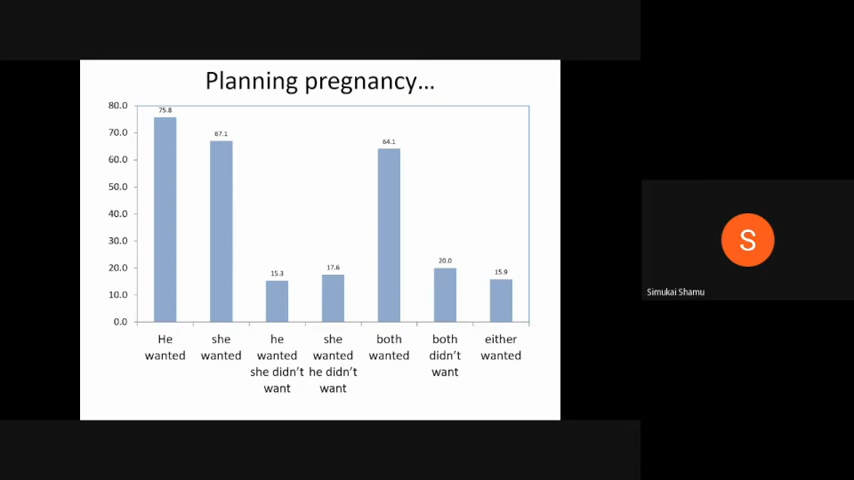 Planning pregnancy...
80.0
70.0
60.0
50.0
40.0
30.0
20.0
10.0
0.0
75.8
67.1
15.3
17.6
64.1
20.0
15.9
He
wanted
she
wanted
he
wanted
she didn't
want
she
wanted
he didn't
want
both
wanted
both
didn't
want
either
wanted
S
Simukai Shamu